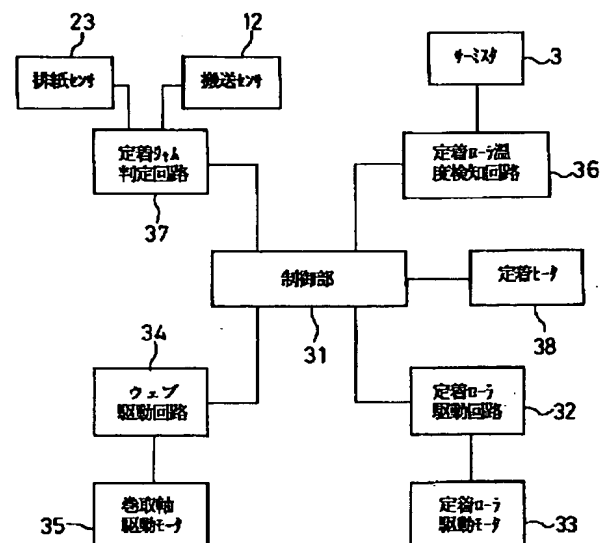 23
12
排紙センサ
搬送センサ
サーミスタ
3
定着ジャム
判定回路
37
定着ローラ温
度検知回路
36
制御部
31
定着ヒータ
38
34
ウェブ
駆動回路
定着ローラ
駆動回路
32
巻取軸
駆動モータ
35
定着ローラ
駆動モータ
33